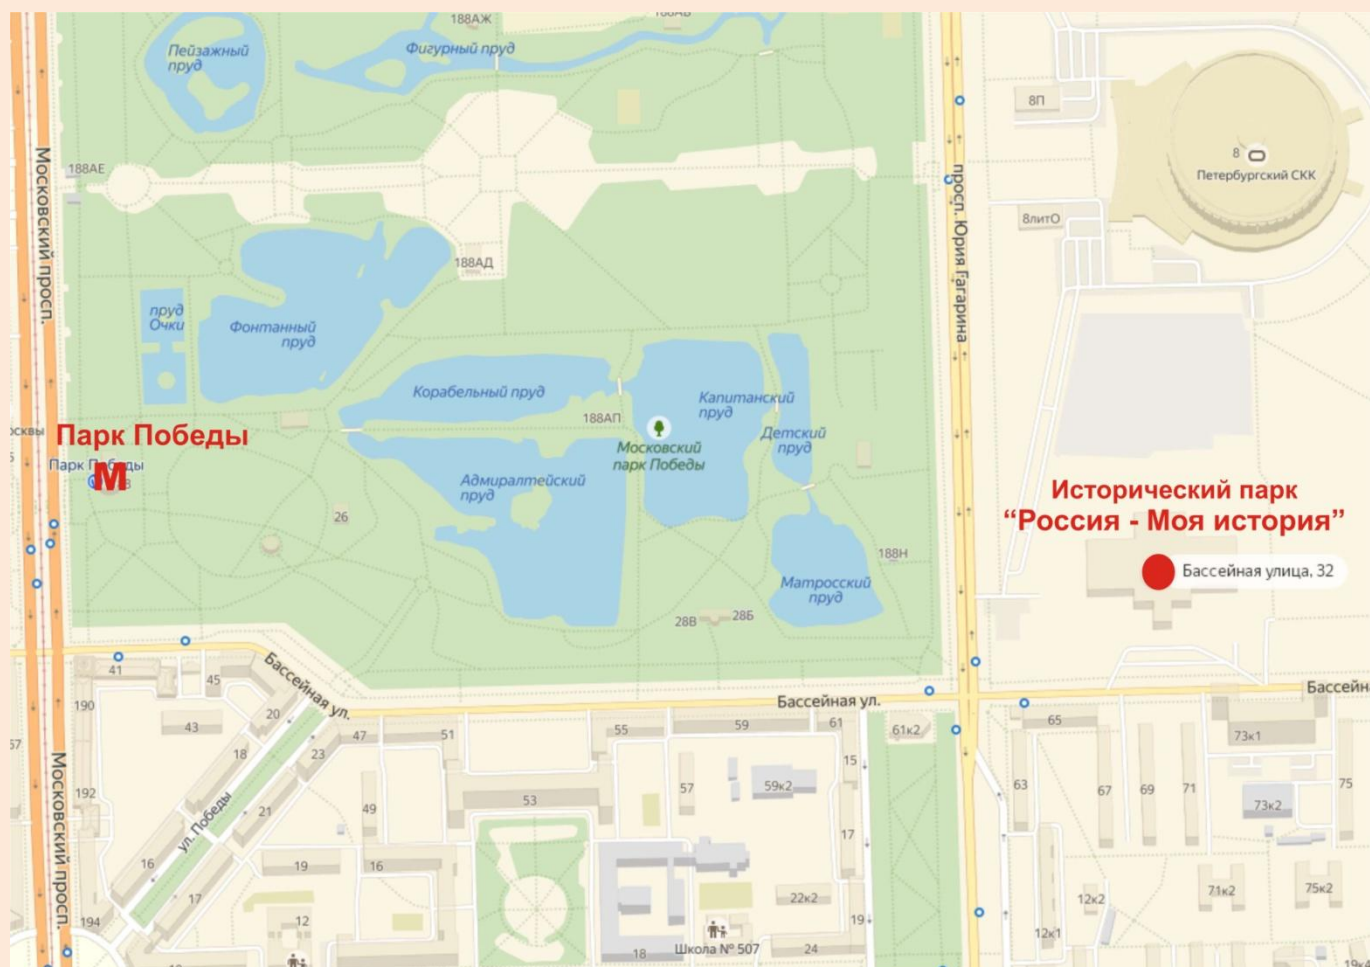 188АЖ
Пейзажный
пруд
Фигурный пруд
8П
8
Петербургский СКК
188АЕ
Московский просп.
просп. Юрия Гагарина
8литО
188АД
пруд
Очки
Фонтанный
пруд
Корабельный пруд
188АП
Капитанский
пруд
Московский
парк Победы
Детский
пруд
Парк Победы
Парк Победы
М
Адмиралтейский
пруд
26
Исторический парк
“Россия - Моя история”
Бассейная улица, 32
188Н
Матросский
пруд
28В
28Б
Бассейная ул.
Бассейная ул.
Бассейн
41
45
190
43
20
18
47
23
51
55
59
61
61к2
65
73к1
192
21
49
53
57
59к2
15
63
67
69
71
73к2
75
ул. Победы
16
19
16
17
17
194
12
22к2
19
12к2
71к2
75к2
12к1
18
Школа № 507
24
Московский просп.